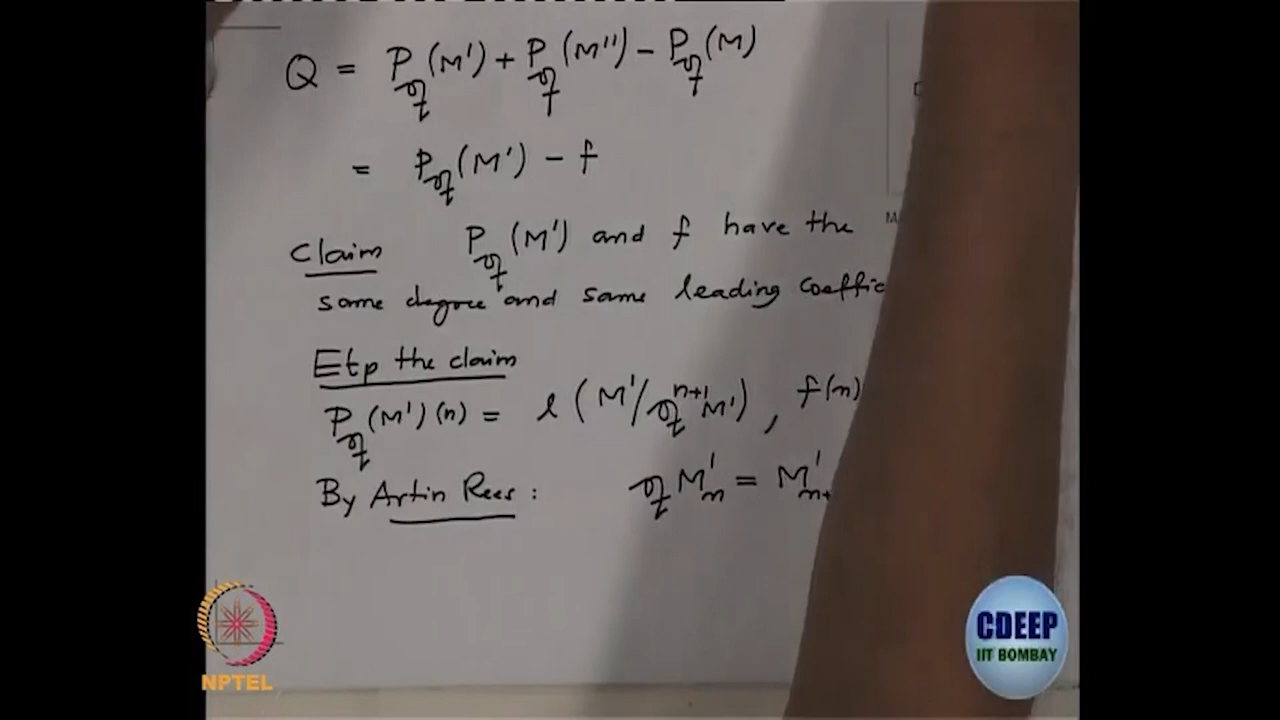 Q = P_𝔮(M') + P_𝔮(M'') - P_𝔮(M)
= P_𝔮(M') - f
Claim P_𝔮(M') and f have the
same degree and same leading coeffic
Etp the claim
P_𝔮(M')(n) = l(M'/𝔮^{n+1}M'), f(n)
By Artin Rees: 𝔮M'_n = M'_{n+
NPTEL
CDEEP
IIT BOMBAY